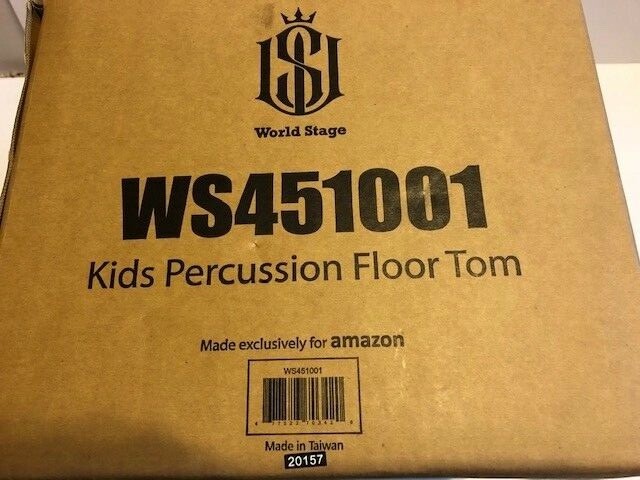 World Stage
WS451001
Kids Percussion Floor Tom
Made exclusively for amazon
WS451001
Made in Taiwan
20157